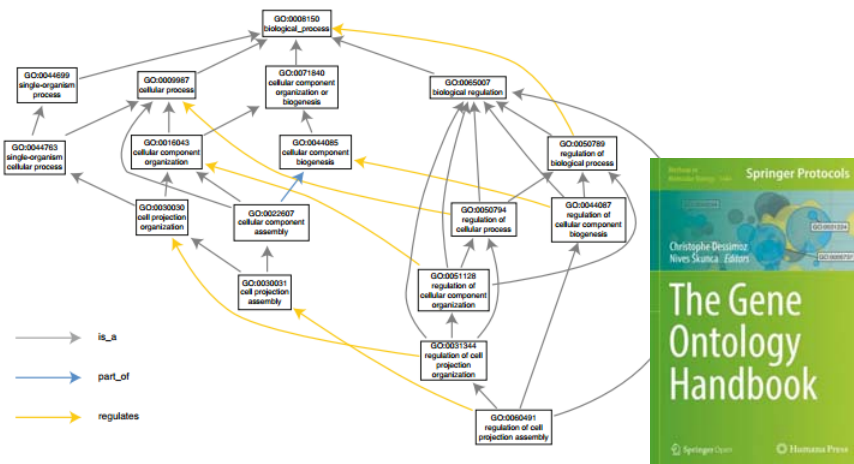 GO:0008150
biological_process
GO:0044699
single-organism
process
GO:0009987
cellular process
GO:0071840
cellular component
organization or
biogenesis
GO:0065007
biological regulation
GO:0044763
single-organism
cellular process
GO:0016043
cellular component
organization
GO:0044085
cellular component
biogenesis
GO:0050789
regulation of
biological process
GO:0030030
cell projection
organization
GO:0022607
cellular component
assembly
GO:0050794
regulation of
cellular process
GO:0044087
regulation of
cellular component
biogenesis
GO:0030031
cell projection
assembly
GO:0051128
regulation of
cellular component
organization
GO:0031344
regulation of cell
projection
organization
GO:0060491
regulation of cell
projection assembly
is_a
part_of
regulates
Springer Protocols
Christophe Dessimoz
Nives Škunca Editors
The Gene
Ontology
Handbook
Springer Open
Humana Press